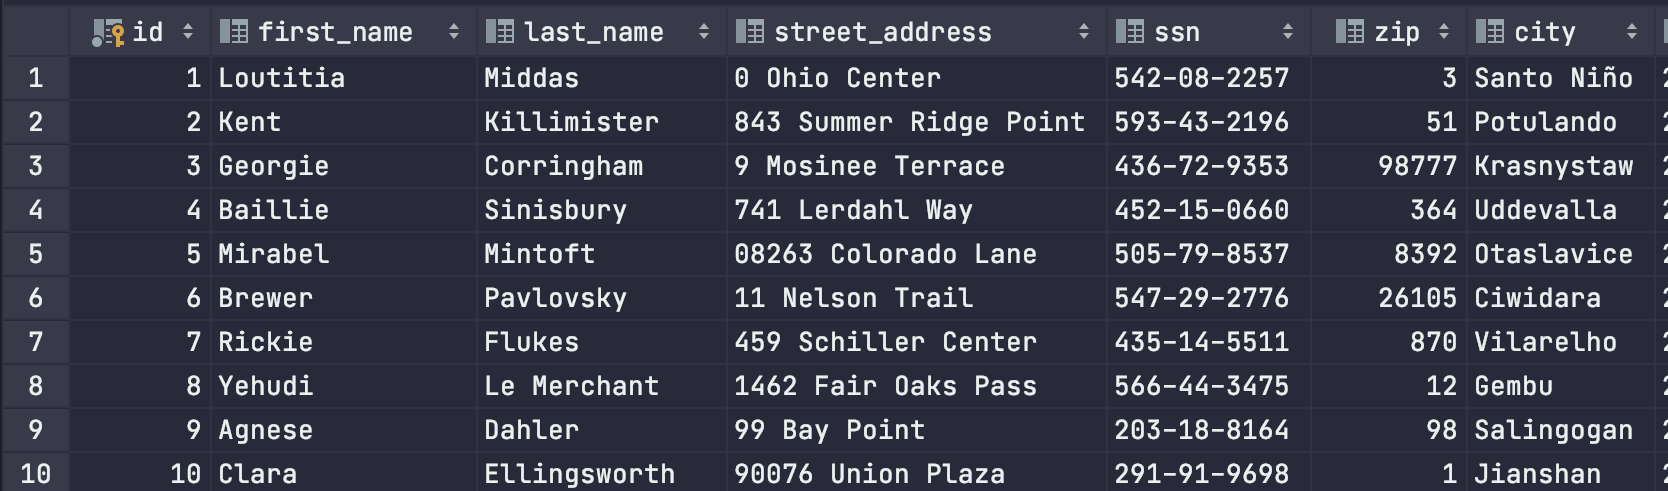 id first_name last_name street_address ssn zip city
1 1 Loutitia Middas 0 Ohio Center 542-08-2257 3 Santo Niño
2 2 Kent Killimister 843 Summer Ridge Point 593-43-2196 51 Potulando
3 3 Georgie Corringham 9 Mosinee Terrace 436-72-9353 98777 Krasnystaw
4 4 Baillie Sinisbury 741 Lerdahl Way 452-15-0660 364 Uddevalla
5 5 Mirabel Mintoft 08263 Colorado Lane 505-79-8537 8392 Otaslavice
6 6 Brewer Pavlovsky 11 Nelson Trail 547-29-2776 26105 Ciwidara
7 7 Rickie Flukes 459 Schiller Center 435-14-5511 870 Vilarelho
8 8 Yehudi Le Merchant 1462 Fair Oaks Pass 566-44-3475 12 Gembu
9 9 Agnese Dahler 99 Bay Point 203-18-8164 98 Salingogan
10 10 Clara Ellingsworth 90076 Union Plaza 291-91-9698 1 Jianshan